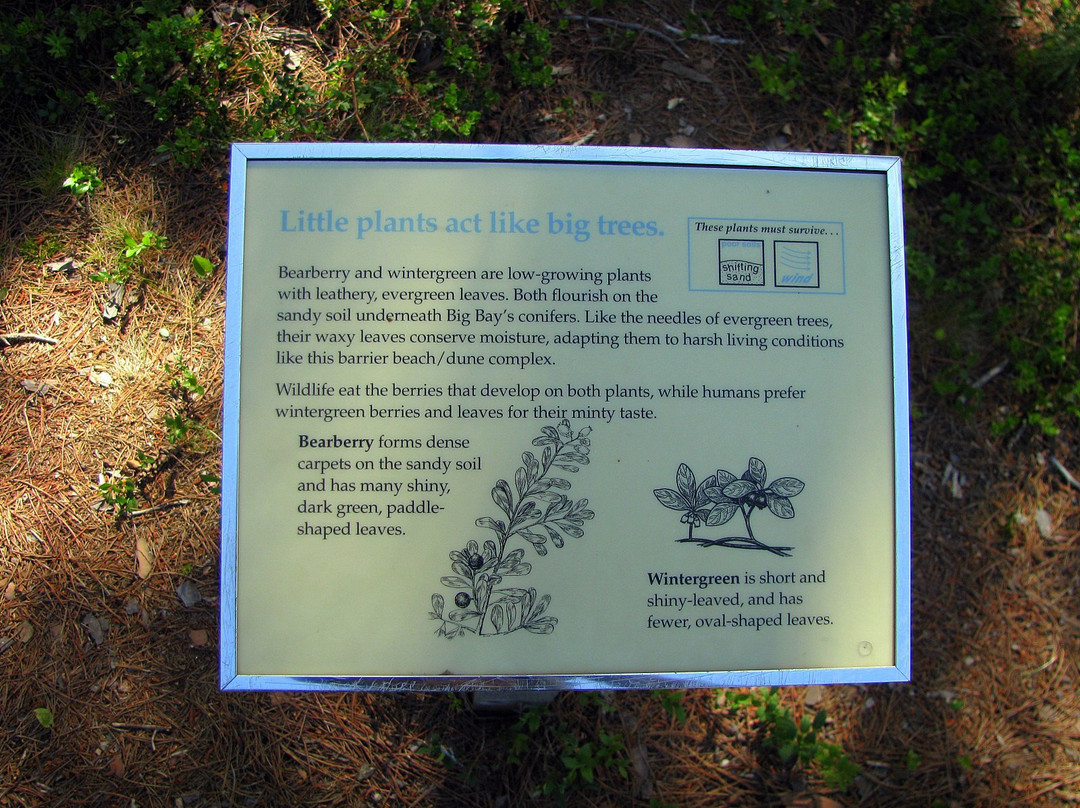 Little plants act like big trees.
These plants must survive...
poor soils
shifting
sand
wind
Bearberry and wintergreen are low-growing plants
with leathery, evergreen leaves. Both flourish on the
sandy soil underneath Big Bay's conifers. Like the needles of evergreen trees,
their waxy leaves conserve moisture, adapting them to harsh living conditions
like this barrier beach/dune complex.
Wildlife eat the berries that develop on both plants, while humans prefer
wintergreen berries and leaves for their minty taste.
Bearberry forms dense
carpets on the sandy soil
and has many shiny,
dark green, paddle-
shaped leaves.
Wintergreen is short and
shiny-leaved, and has
fewer, oval-shaped leaves.